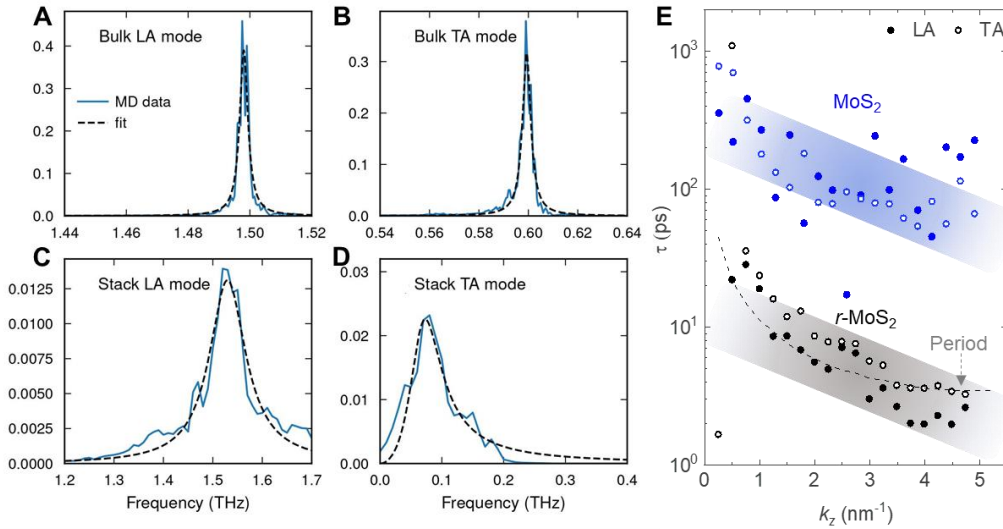 A
Bulk LA mode
MD data
fit
0.4
0.3
0.2
0.1
0.0
1.44 1.46 1.48 1.50 1.52
B
Bulk TA mode
0.3
0.2
0.1
0.0
0.54 0.56 0.58 0.60 0.62 0.64
C
Stack LA mode
0.0125
0.0100
0.0075
0.0050
0.0025
0.0000
1.2 1.3 1.4 1.5 1.6 1.7
Frequency (THz)
D
Stack TA mode
0.03
0.02
0.01
0.00
0.0 0.1 0.2 0.3 0.4
Frequency (THz)
E
LA TA
MoS2
r-MoS2
Period
τ (ps)
10³
10²
10¹
10⁰
0 1 2 3 4 5
kz (nm⁻¹)